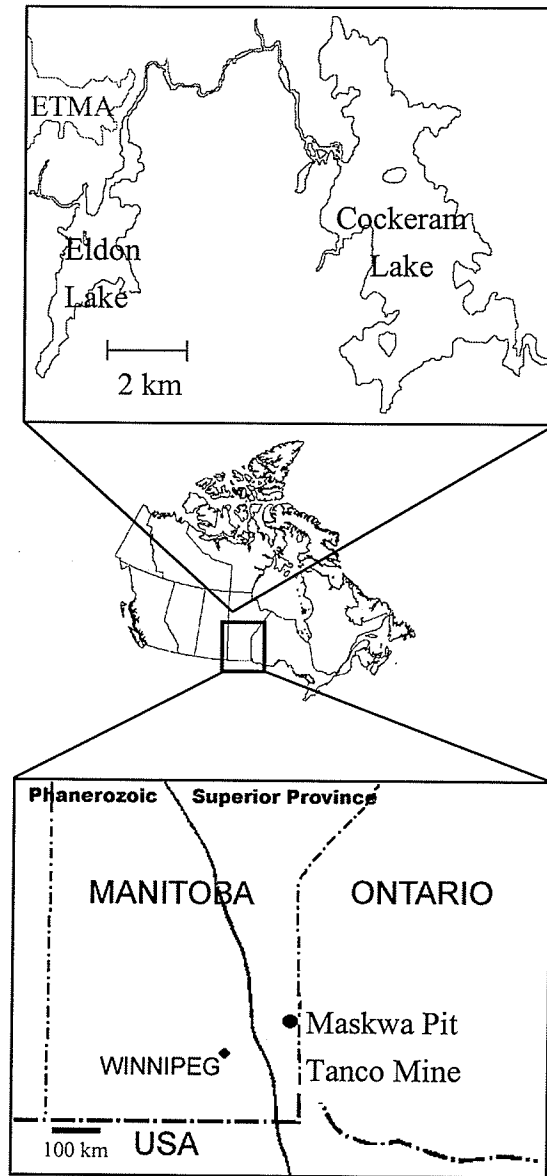 ETMA
Eldon
Lake
Cockeram
Lake
2 km
Phanerozoic Superior Province
MANITOBA
ONTARIO
Maskwa Pit
WINNIPEG
Tanco Mine
100 km
USA